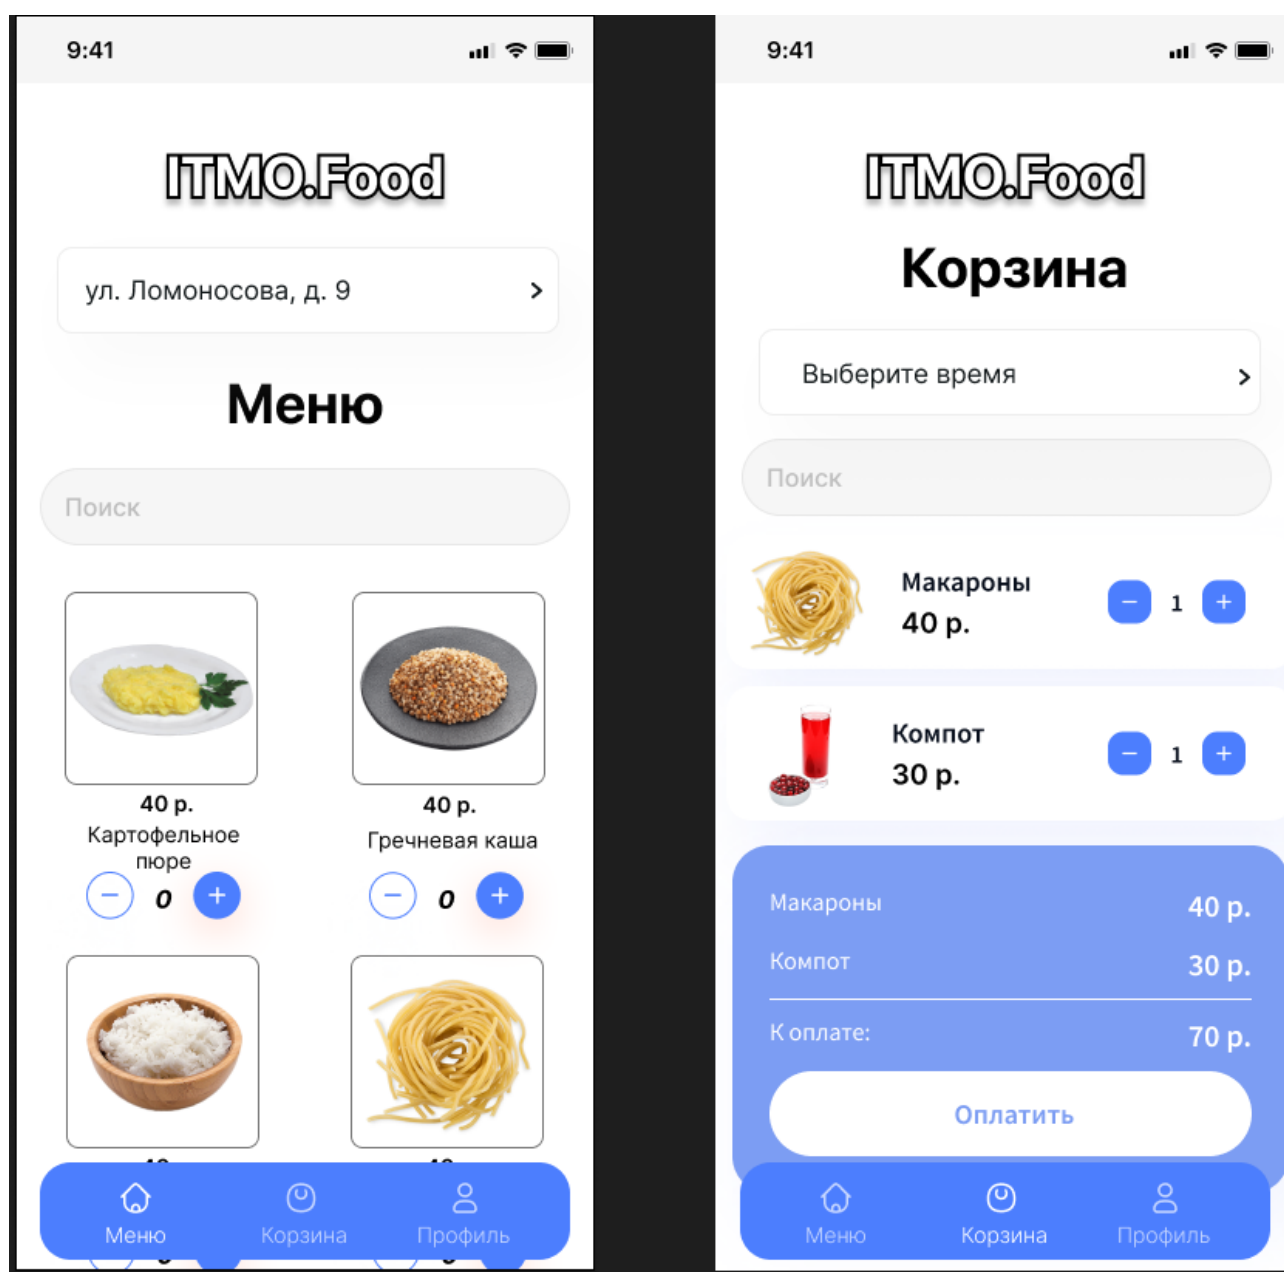 9:41
ITMO.Food
ул. Ломоносова, д. 9
Меню
Поиск
40 р.
Картофельное
пюре
0
40 р.
Гречневая каша
0
Меню
Корзина
Профиль
9:41
ITMO.Food
Корзина
Выберите время
Поиск
Макароны
40 р.
1
Компот
30 р.
1
Макароны
40 р.
Компот
30 р.
К оплате:
70 р.
Оплатить
Меню
Корзина
Профиль